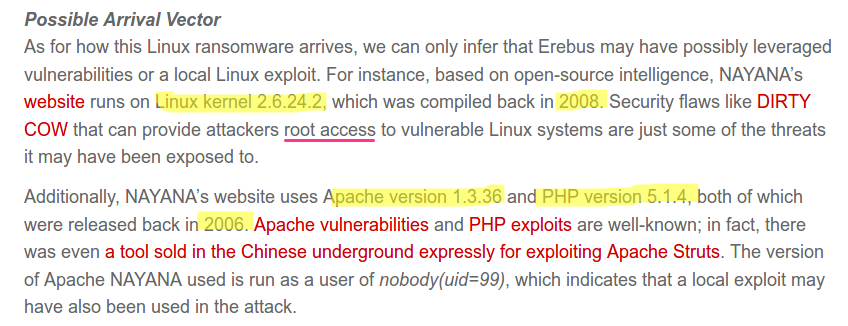 Possible Arrival Vector
As for how this Linux ransomware arrives, we can only infer that Erebus may have possibly leveraged
vulnerabilities or a local Linux exploit. For instance, based on open-source intelligence, NAYANA's
website runs on Linux kernel 2.6.24.2, which was compiled back in 2008. Security flaws like DIRTY
COW that can provide attackers root access to vulnerable Linux systems are just some of the threats
it may have been exposed to.
Additionally, NAYANA's website uses Apache version 1.3.36 and PHP version 5.1.4, both of which
were released back in 2006. Apache vulnerabilities and PHP exploits are well-known; in fact, there
was even a tool sold in the Chinese underground expressly for exploiting Apache Struts. The version
of Apache NAYANA used is run as a user of nobody(uid=99), which indicates that a local exploit may
have also been used in the attack.